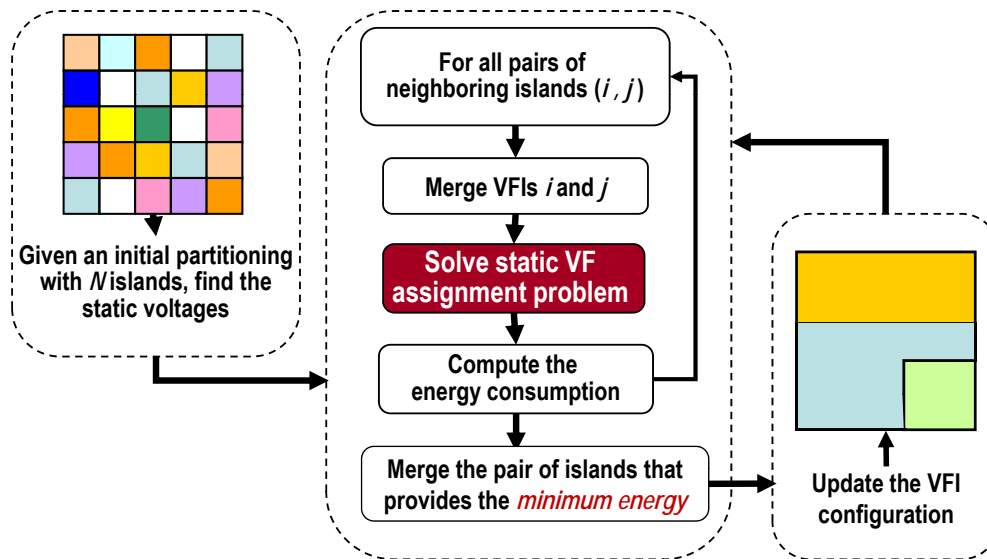 Given an initial partitioning
with N islands, find the
static voltages
For all pairs of
neighboring islands (i , j)
Merge VFIs i and j
Solve static VF
assignment problem
Compute the
energy consumption
Merge the pair of islands that
provides the minimum energy
Update the VFI
configuration